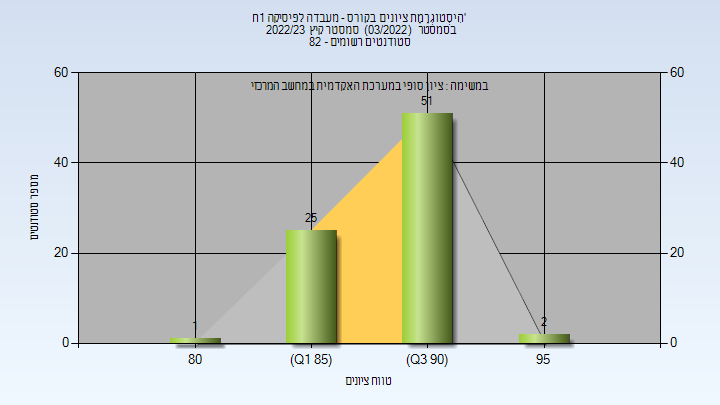 היסטוגרמת ציונים בקורס - מעבדה לפיסיקה 1ח'
בסמסטר (03/2022) סמסטר קיץ 2022/23
סטודנטים רשומים - 82
במשימה : ציון סופי במערכת האקדמית במחשב המרכזי
60 60
51
40 40
25
20 20
1
2
0 0
80 (Q1 85) (Q3 90) 95
מספר סטודנטים
טווח ציונים